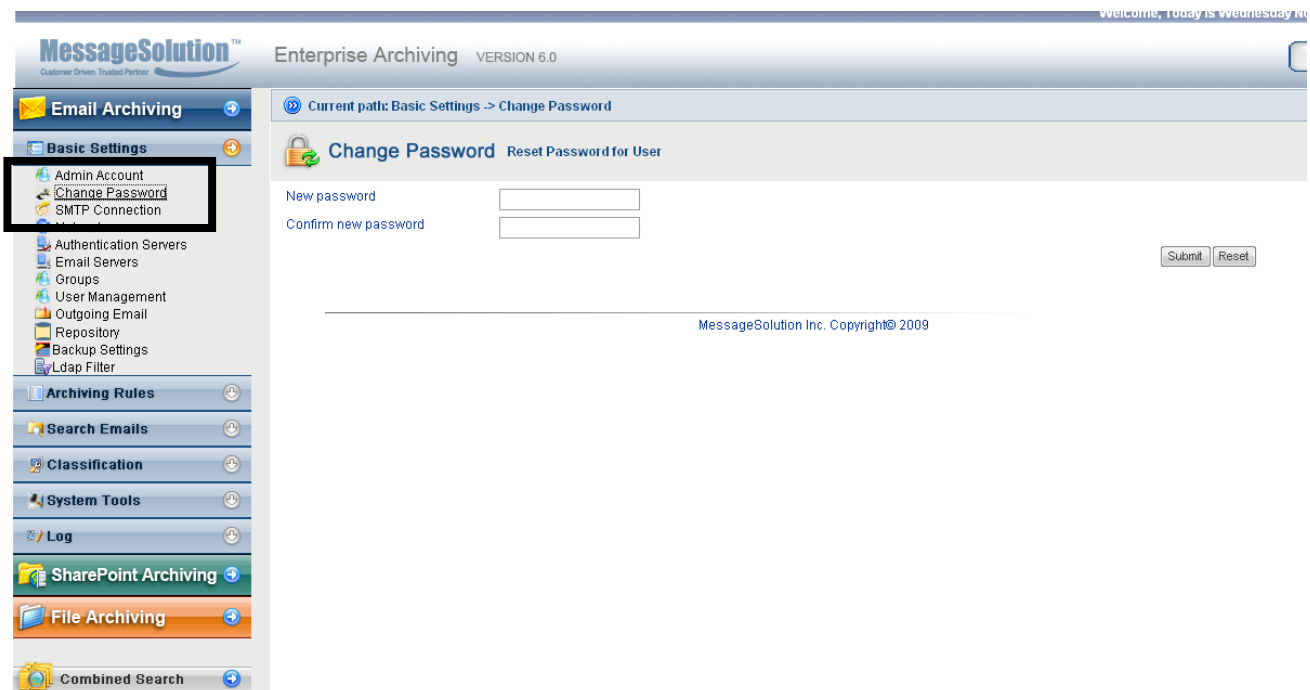 Welcome, Today is Wednesday
MessageSolution™
Customer Driven Trusted Partner
Enterprise Archiving VERSION 6.0
Email Archiving
Current path: Basic Settings -> Change Password
Basic Settings
Change Password Reset Password for User
Admin Account
Change Password
SMTP Connection
Authentication Servers
Email Servers
Groups
User Management
Outgoing Email
Repository
Backup Settings
Ldap Filter
New password
Confirm new password
Submit Reset
MessageSolution Inc. Copyright© 2009
Archiving Rules
Search Emails
Classification
System Tools
Log
SharePoint Archiving
File Archiving
Combined Search